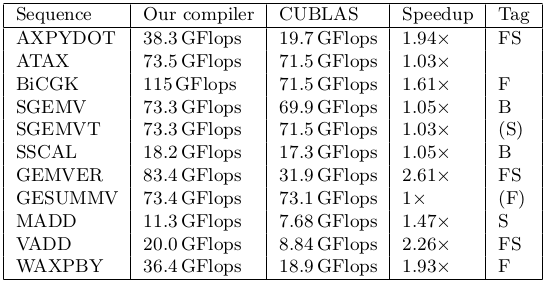 Sequence Our compiler CUBLAS Speedup Tag
AXPYDOT 38.3 GFlops 19.7 GFlops 1.94× FS
ATAX 73.5 GFlops 71.5 GFlops 1.03×
BiCGK 115 GFlops 71.5 GFlops 1.61× F
SGEMV 73.3 GFlops 69.9 GFlops 1.05× B
SGEMVT 73.3 GFlops 71.5 GFlops 1.03× (S)
SSCAL 18.2 GFlops 17.3 GFlops 1.05× B
GEMVER 83.4 GFlops 31.9 GFlops 2.61× FS
GESUMMV 73.4 GFlops 73.1 GFlops 1× (F)
MADD 11.3 GFlops 7.68 GFlops 1.47× S
VADD 20.0 GFlops 8.84 GFlops 2.26× FS
WAXPBY 36.4 GFlops 18.9 GFlops 1.93× F